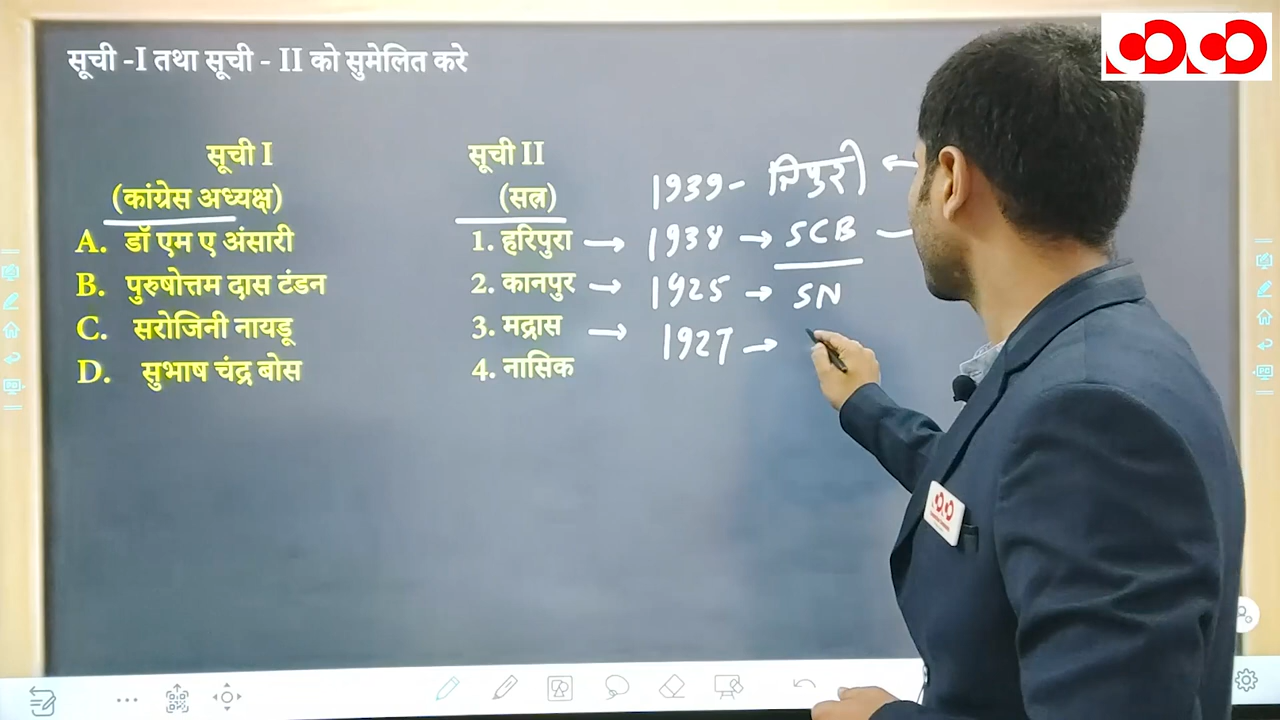 सूची -I तथा सूची - II को सुमेलित करे
सूची I
सूची II
(कांग्रेस अध्यक्ष)
(सत्र)
1939- त्रिपुरी
A. डॉ एम ए अंसारी
1. हरिपुरा → 1938 → SCB
B. पुरुषोत्तम दास टंडन
2. कानपुर → 1925 → SN
C. सरोजिनी नायडू
3. मद्रास → 1927 →
D. सुभाष चंद्र बोस
4. नासिक